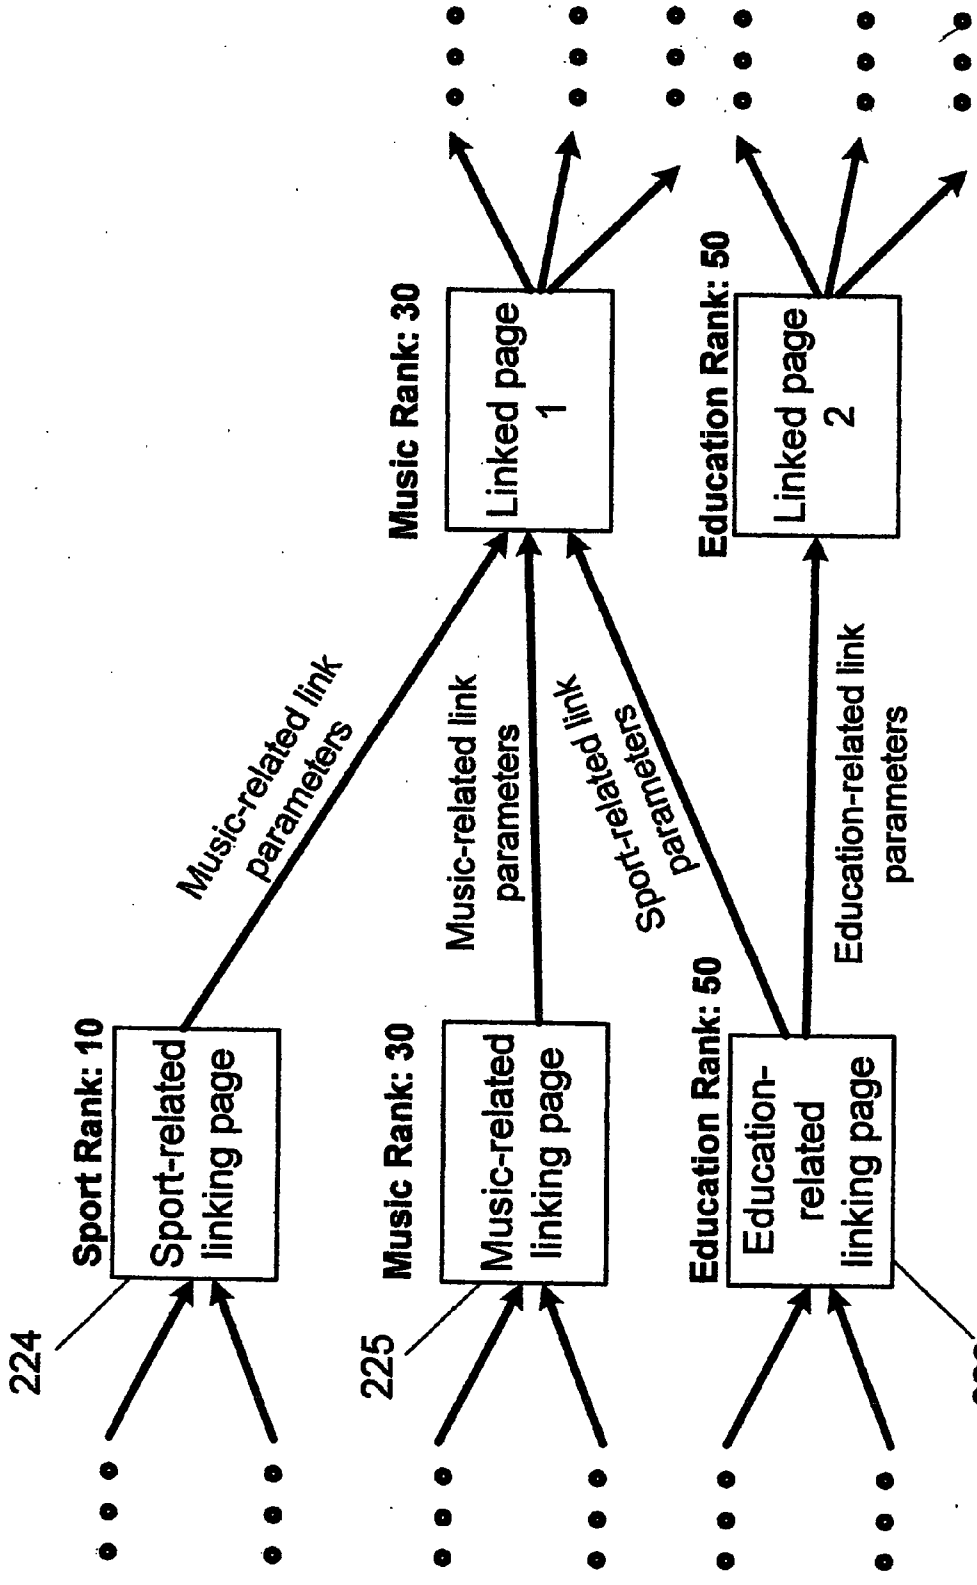 224
Sport Rank: 10
Sport-related
linking page
Music-related link
parameters
225
Music Rank: 30
Music-related
linking page
Music-related link
parameters
Music Rank: 30
Linked page
1
Sport-related link
parameters
Education Rank: 50
Education-
related
linking page
Education-related link
parameters
Education Rank: 50
Linked page
2